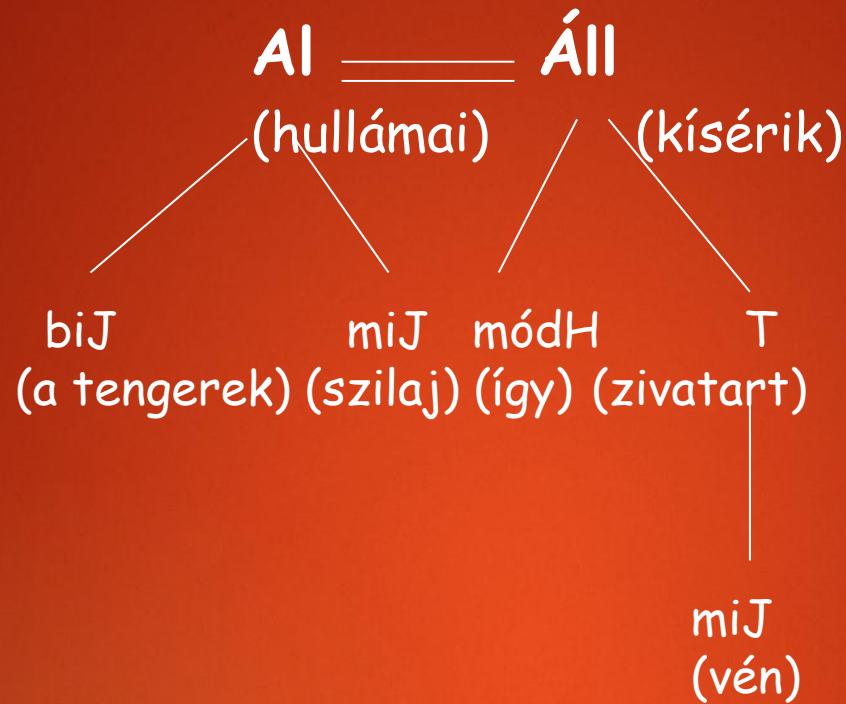 Al Áll
(hullámai) (kísérik)
biJ miJ módH T
(a tengerek) (szilaj) (így) (zivatart)
miJ
(vén)